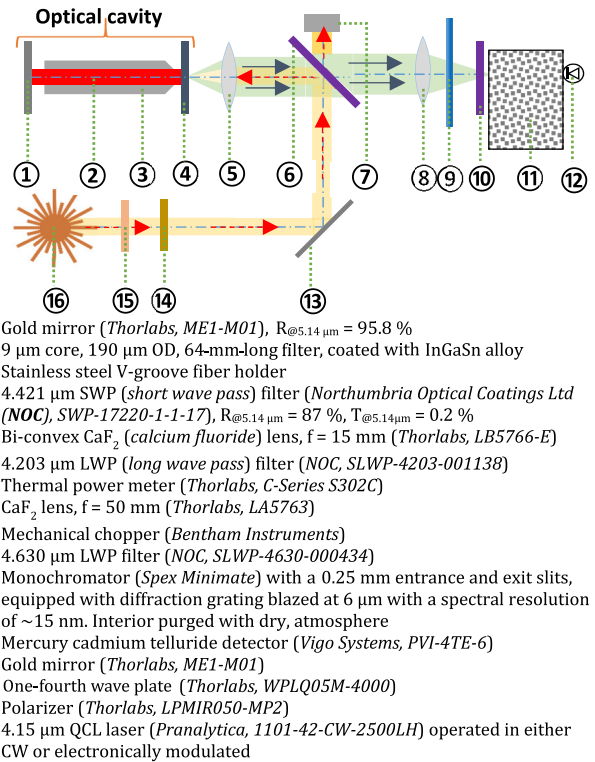 Optical cavity
1 2 3 4 5 6 7 8 9 10 11 12
16 15 14 13
Gold mirror (Thorlabs, ME1-M01), R@5.14 μm = 95.8 %
9 μm core, 190 μm OD, 64-mm-long filter, coated with InGaSn alloy
Stainless steel V-groove fiber holder
4.421 μm SWP (short wave pass) filter (Northumbria Optical Coatings Ltd
(NOC), SWP-17220-1-1-17), R@5.14 μm = 87 %, T@5.14μm = 0.2 %
Bi-convex CaF2 (calcium fluoride) lens, f = 15 mm (Thorlabs, LB5766-E)
4.203 μm LWP (long wave pass) filter (NOC, SLWP-4203-001138)
Thermal power meter (Thorlabs, C-Series S302C)
CaF2 lens, f = 50 mm (Thorlabs, LA5763)
Mechanical chopper (Bentham Instruments)
4.630 μm LWP filter (NOC, SLWP-4630-000434)
Monochromator (Spex Minimate) with a 0.25 mm entrance and exit slits,
equipped with diffraction grating blazed at 6 μm with a spectral resolution
of ~15 nm. Interior purged with dry, atmosphere
Mercury cadmium telluride detector (Vigo Systems, PVI-4TE-6)
Gold mirror (Thorlabs, ME1-M01)
One-fourth wave plate (Thorlabs, WPLQ05M-4000)
Polarizer (Thorlabs, LPMIR050-MP2)
4.15 μm QCL laser (Pranalytica, 1101-42-CW-2500LH) operated in either
CW or electronically modulated